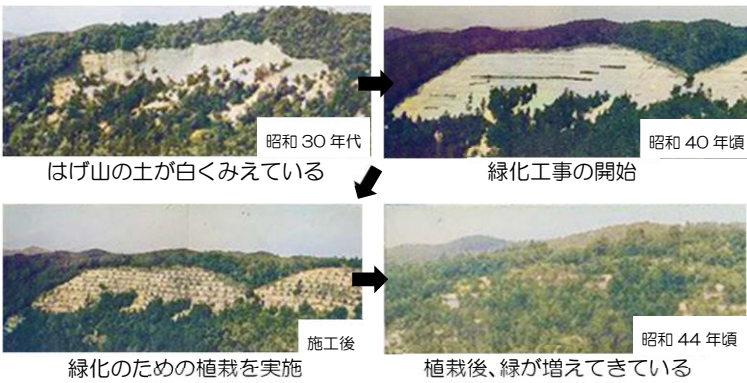 昭和 30 年代
はげ山の土が白くみえている
昭和 40 年頃
緑化工事の開始
施工後
緑化のための植栽を実施
昭和 44 年頃
植栽後、緑が増えてきている